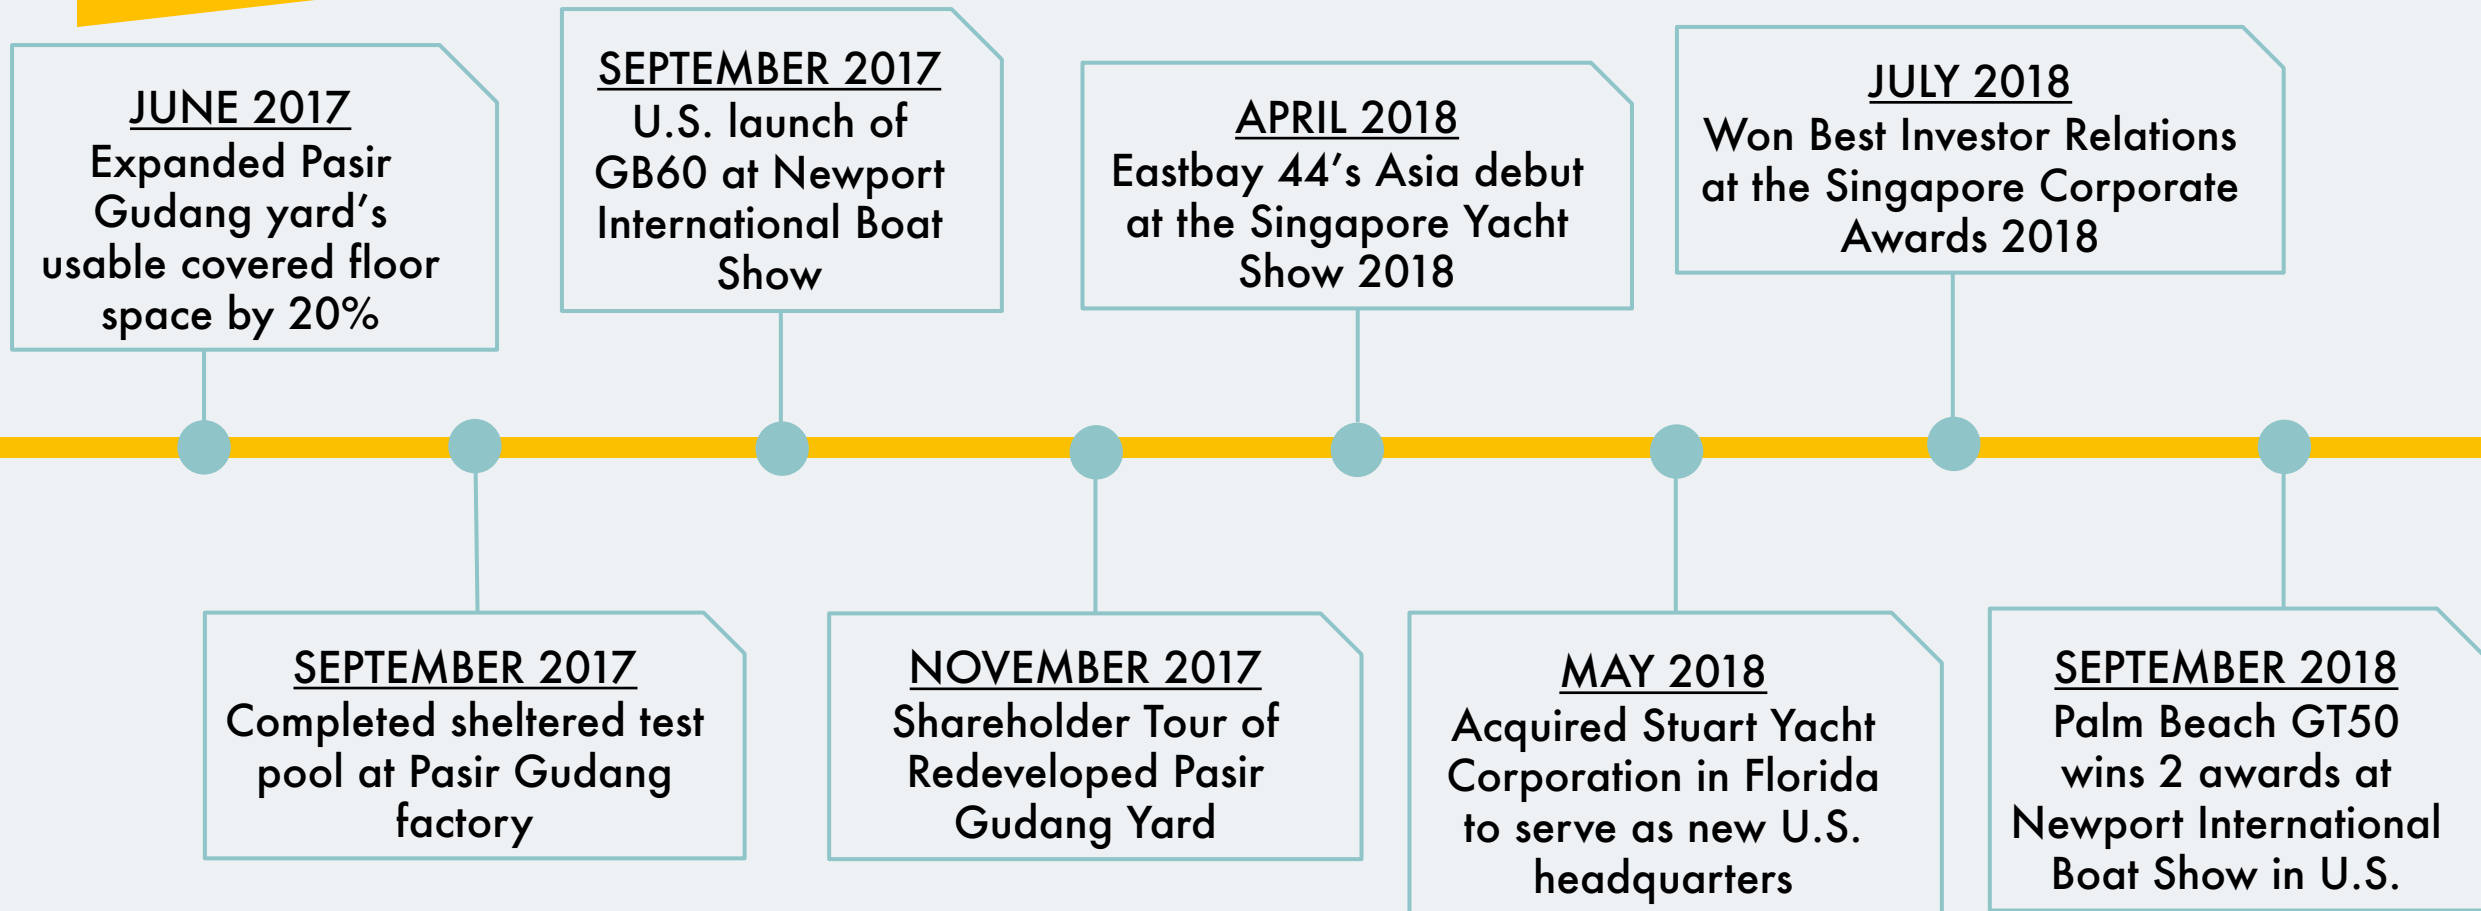 JUNE 2017
Expanded Pasir
Gudang yard’s
usable covered floor
space by 20%
SEPTEMBER 2017
Completed sheltered test
pool at Pasir Gudang
factory
SEPTEMBER 2017
U.S. launch of
GB60 at Newport
International Boat
Show
NOVEMBER 2017
Shareholder Tour of
Redeveloped Pasir
Gudang Yard
APRIL 2018
Eastbay 44’s Asia debut
at the Singapore Yacht
Show 2018
MAY 2018
Acquired Stuart Yacht
Corporation in Florida
to serve as new U.S.
headquarters
JULY 2018
Won Best Investor Relations
at the Singapore Corporate
Awards 2018
SEPTEMBER 2018
Palm Beach GT50
wins 2 awards at
Newport International
Boat Show in U.S.